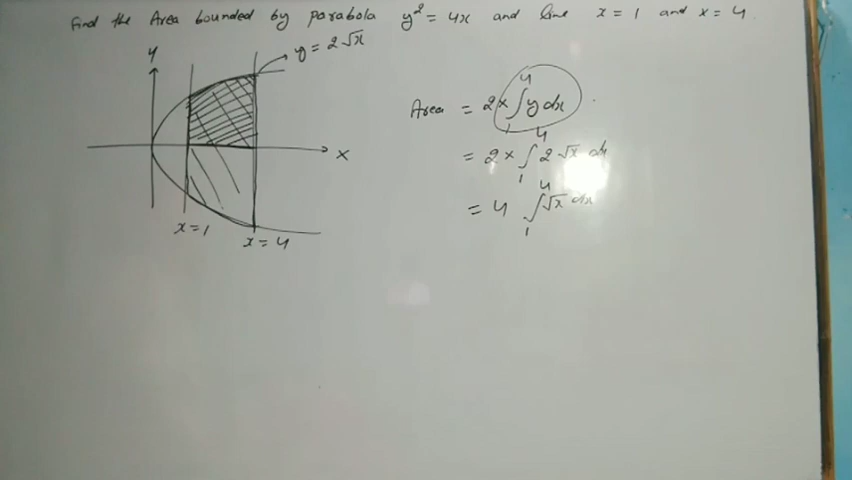 Find the Area bounded by parabola y² = 4x and line x = 1 and x = 4
y
y = 2√x
x
x = 1
x = 4
Area = 2 × ∫₁⁴ y dx
= 2 × ∫₁⁴ 2√x dx
= 4 ∫₁⁴ √x dx